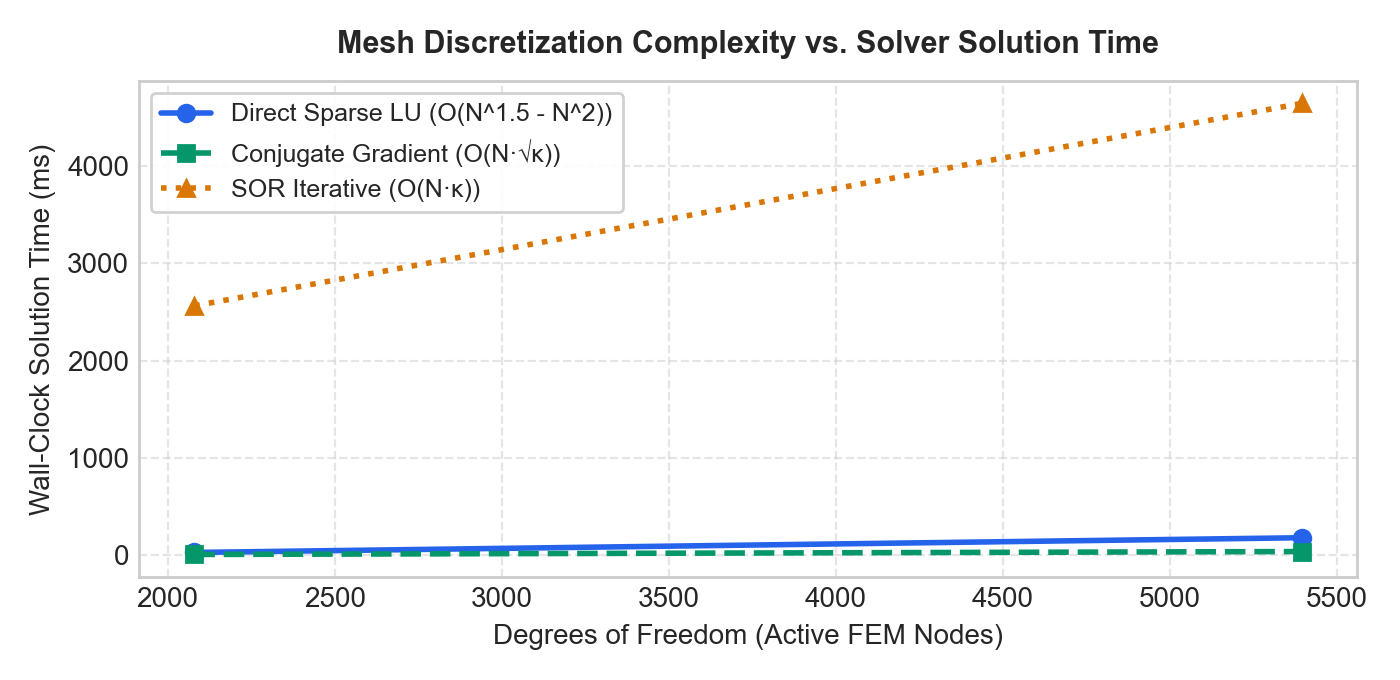 Mesh Discretization Complexity vs. Solver Solution Time
Direct Sparse LU (O(N^1.5 - N^2))
Conjugate Gradient (O(N·√κ))
SOR Iterative (O(N·κ))
Wall-Clock Solution Time (ms)
4000
3000
2000
1000
0
2000 2500 3000 3500 4000 4500 5000 5500
Degrees of Freedom (Active FEM Nodes)